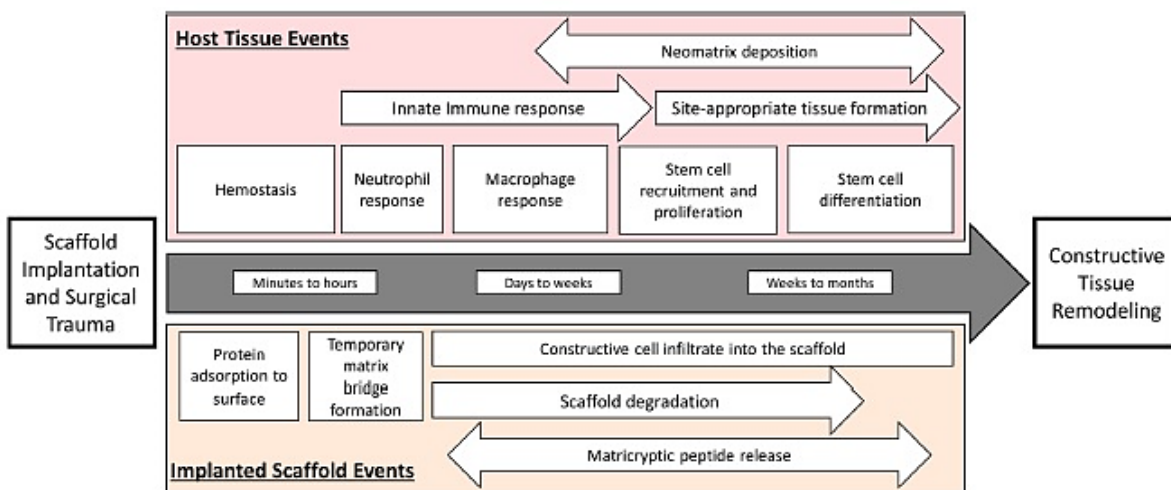 Host Tissue Events
Neomatrix deposition
Innate Immune response
Site-appropriate tissue formation
Hemostasis
Neutrophil
response
Macrophage
response
Stem cell
recruitment and
proliferation
Stem cell
differentiation
Scaffold
Implantation
and Surgical
Trauma
Minutes to hours
Days to weeks
Weeks to months
Constructive
Tissue
Remodeling
Protein
adsorption to
surface
Temporary
matrix
bridge
formation
Constructive cell infiltrate into the scaffold
Scaffold degradation
Matricryptic peptide release
Implanted Scaffold Events